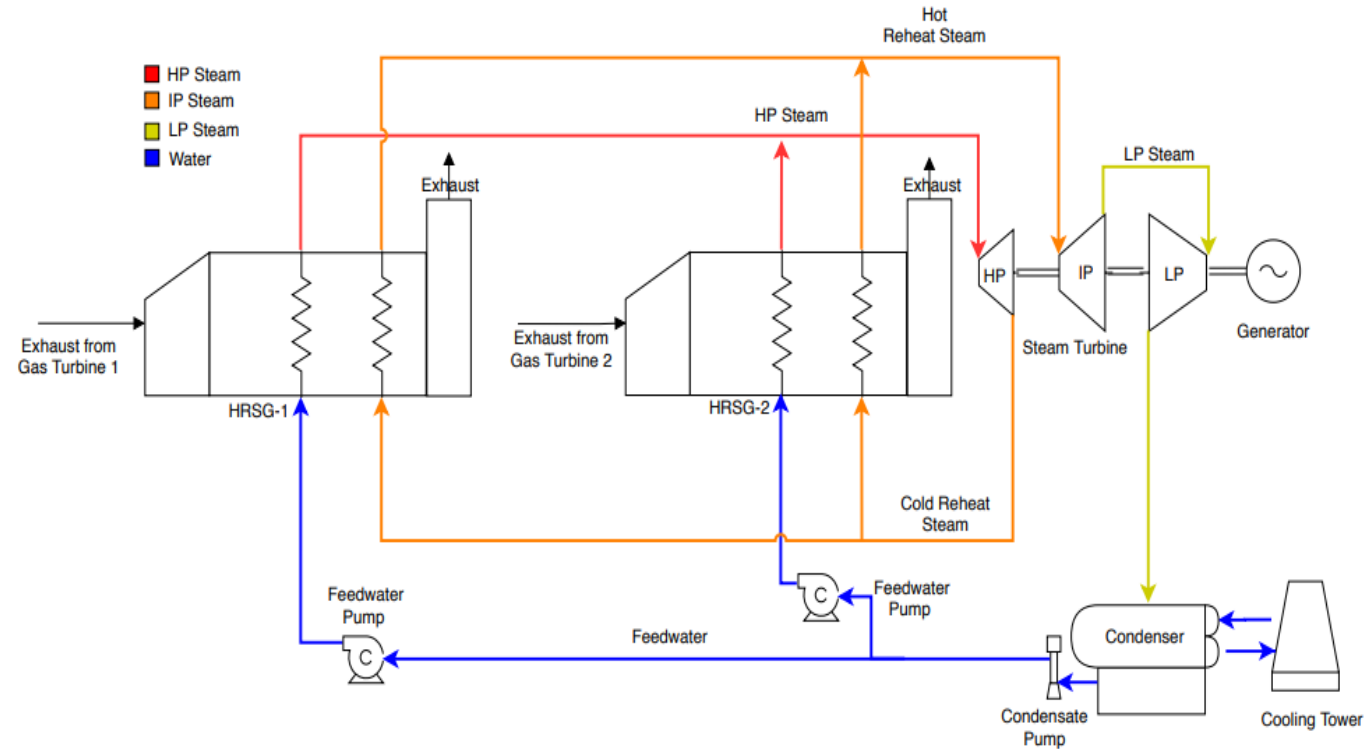 Hot
Reheat Steam
HP Steam
IP Steam
LP Steam
Water
HP Steam
LP Steam
Exhaust
Exhaust
HP
IP
LP
Exhaust from
Gas Turbine 1
Exhaust from
Gas Turbine 2
Steam Turbine
Generator
HRSG-1
HRSG-2
Cold Reheat
Steam
Feedwater
Pump
C
Feedwater
Pump
C
Feedwater
Condenser
Condensate
Pump
Cooling Tower